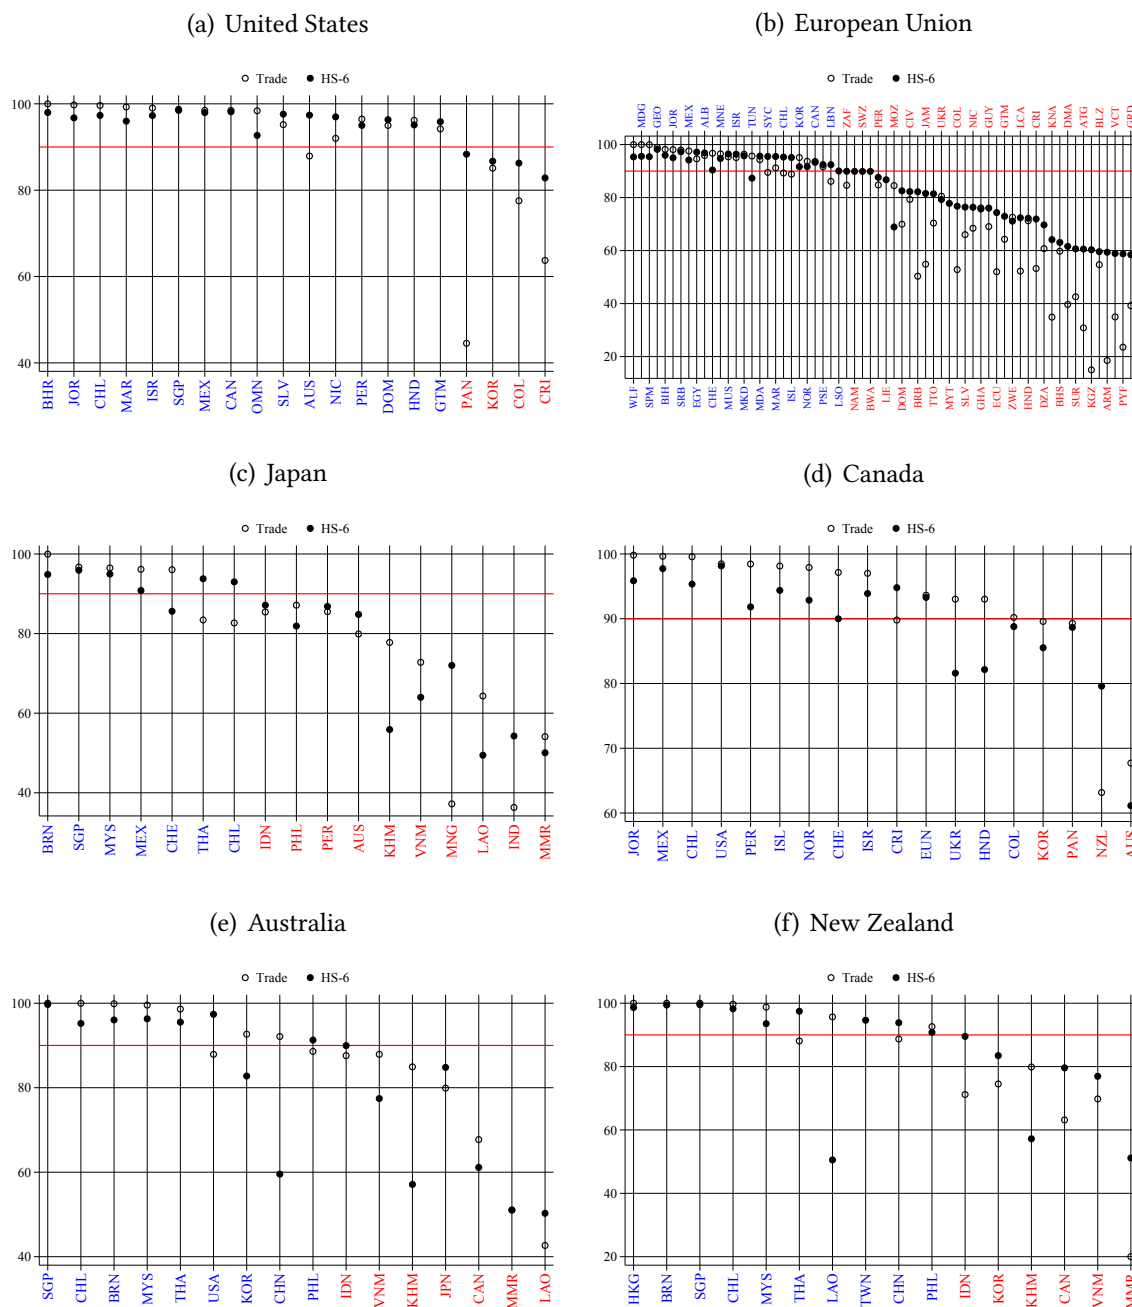 (a) United States
Trade HS-6
100
80
60
40
BHR JOR CHL MAR ISR SGP MEX CAN OMN SLV AUS NIC PER DOM HND GTM PAN KOR COL CRI
(b) European Union
Trade HS-6
MDG GEO JOR MEX ALB MNE ISR TUN SYC CHL KOR CAN LBN ZAF SWZ PER MOZ CIV JAM UKR COL NIC GUY GTM LCA CRI KNA DMA ATG BLZ VCT GRD
100
80
60
40
20
WLF SPM BIH SRB EGY CHE MUS MKD MDA MAR ISL NOR PSE LSO NAM BWA LIE DOM BRB TTO MYT SLV GHA ECU ZWE HND DZA BHS SUR KGZ ARM PYF
(c) Japan
Trade HS-6
100
80
60
40
BRN SGP MYS MEX CHE THA CHL IDN PHL PER AUS KHM VNM MNG LAO IND MMR
(d) Canada
Trade HS-6
100
90
80
70
60
JOR MEX CHL USA PER ISL NOR CHE ISR CRI EUN UKR HND COL KOR PAN NZL AUS
(e) Australia
Trade HS-6
100
80
60
40
SGP CHL BRN MYS THA USA KOR CHN PHL IDN VNM KHM JPN CAN MMR LAO
(f) New Zealand
Trade HS-6
100
80
60
40
20
HKG BRN SGP CHL MYS THA LAO TWN CHN PHL IDN KOR KHM CAN VNM MMR